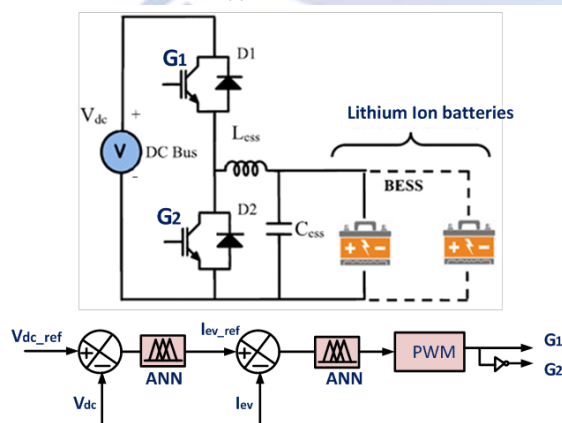 G1
D1
Lithium Ion batteries
Vdc
+
Less
V
DC Bus
-
BESS
G2
D2
Cess
+ -
+ -
Vdc_ref
+
-
ANN
Iev_ref
+
-
ANN
PWM
G1
G2
Vdc
Iev